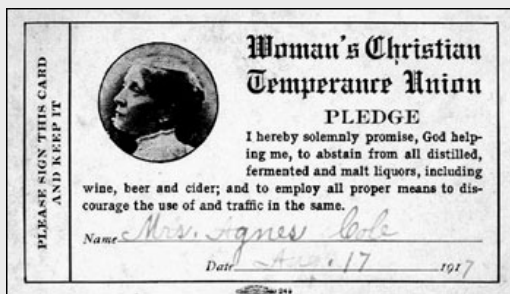 PLEASE SIGN THIS CARD
AND KEEP IT
Woman's Christian
Temperance Union
PLEDGE
I hereby solemnly promise, God help-
ing me, to abstain from all distilled,
fermented and malt liquors, including
wine, beer and cider; and to employ all proper means to dis-
courage the use of and traffic in the same.
Name Mrs. Agnes Cole
Date Aug. 17 1917